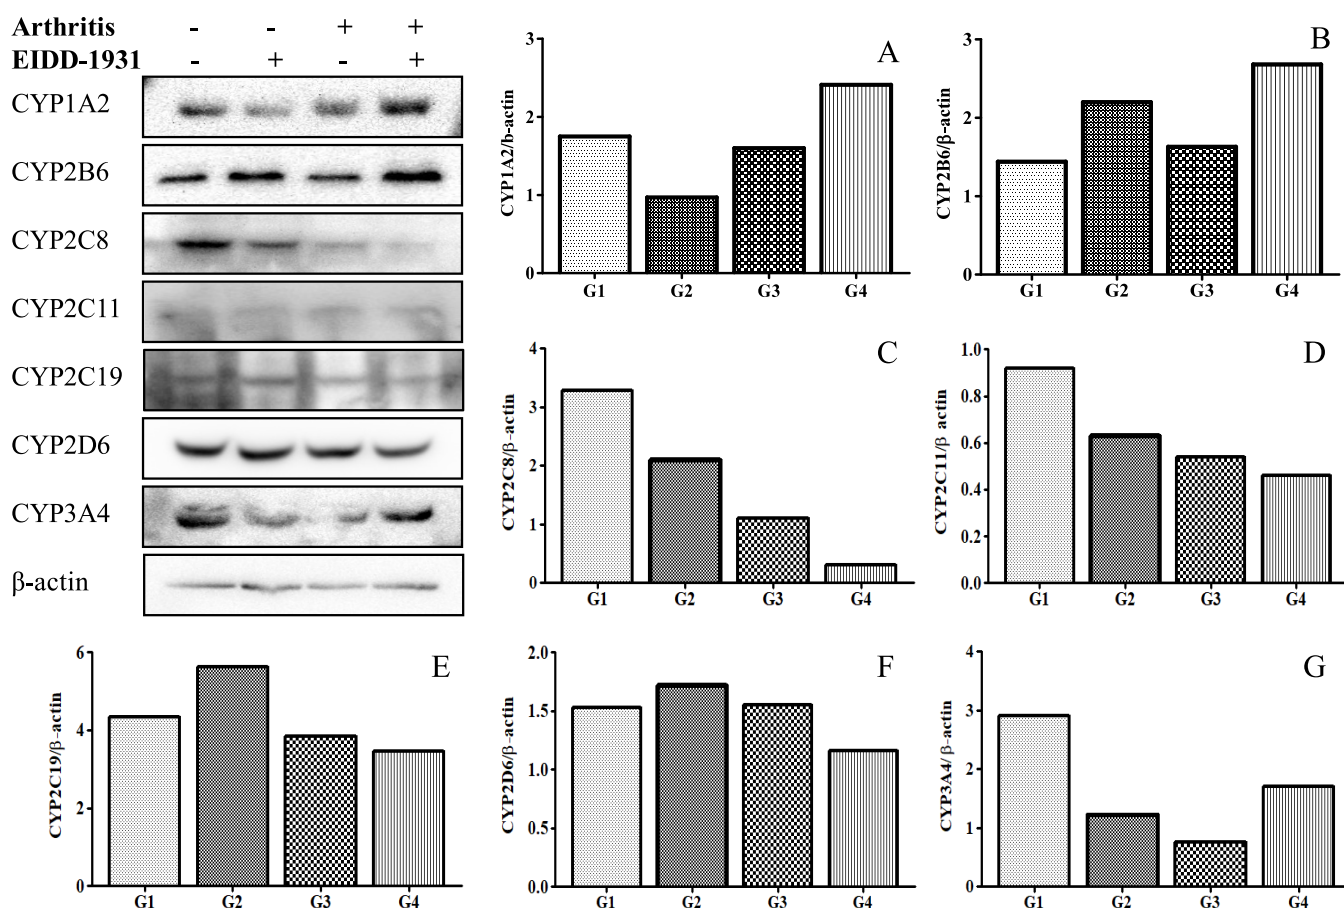 Arthritis - - + +
EIDD-1931 - + - +
CYP1A2
CYP2B6
CYP2C8
CYP2C11
CYP2C19
CYP2D6
CYP3A4
β-actin
A
CYP1A2/b-actin
3
2
1
0
G1 G2 G3 G4
B
CYP2B6/β-actin
3
2
1
0
G1 G2 G3 G4
C
CYP2C8/β-actin
4
3
2
1
0
G1 G2 G3 G4
D
CYP2C11/β actin
1.0
0.8
0.6
0.4
0.2
0.0
G1 G2 G3 G4
E
CYP2C19/β-actin
6
4
2
0
G1 G2 G3 G4
F
CYP2D6/β-actin
2.0
1.5
1.0
0.5
0.0
G1 G2 G3 G4
G
CYP3A4/β-actin
4
3
2
1
0
G1 G2 G3 G4